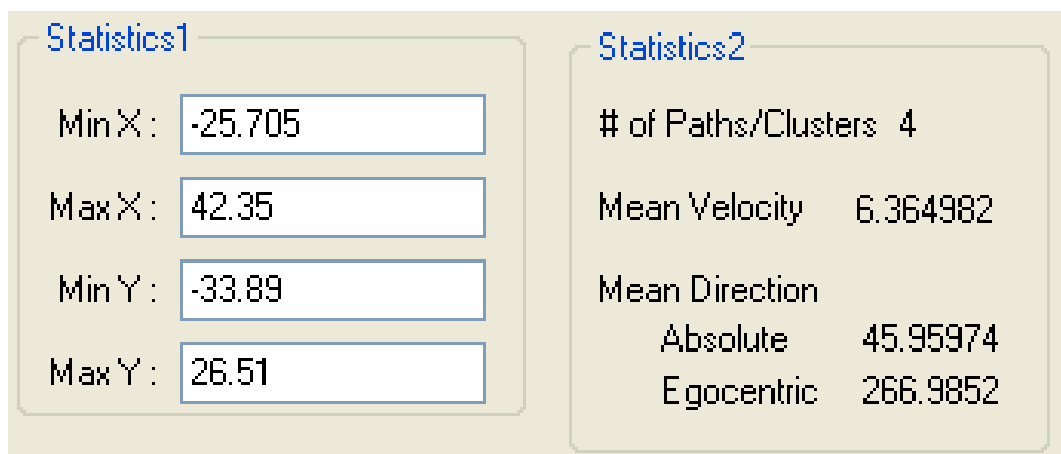 Statistics1
Min X : -25.705
Max X : 42.35
Min Y : -33.89
Max Y : 26.51
Statistics2
# of Paths/Clusters 4
Mean Velocity 6.364982
Mean Direction
Absolute 45.95974
Egocentric 266.9852